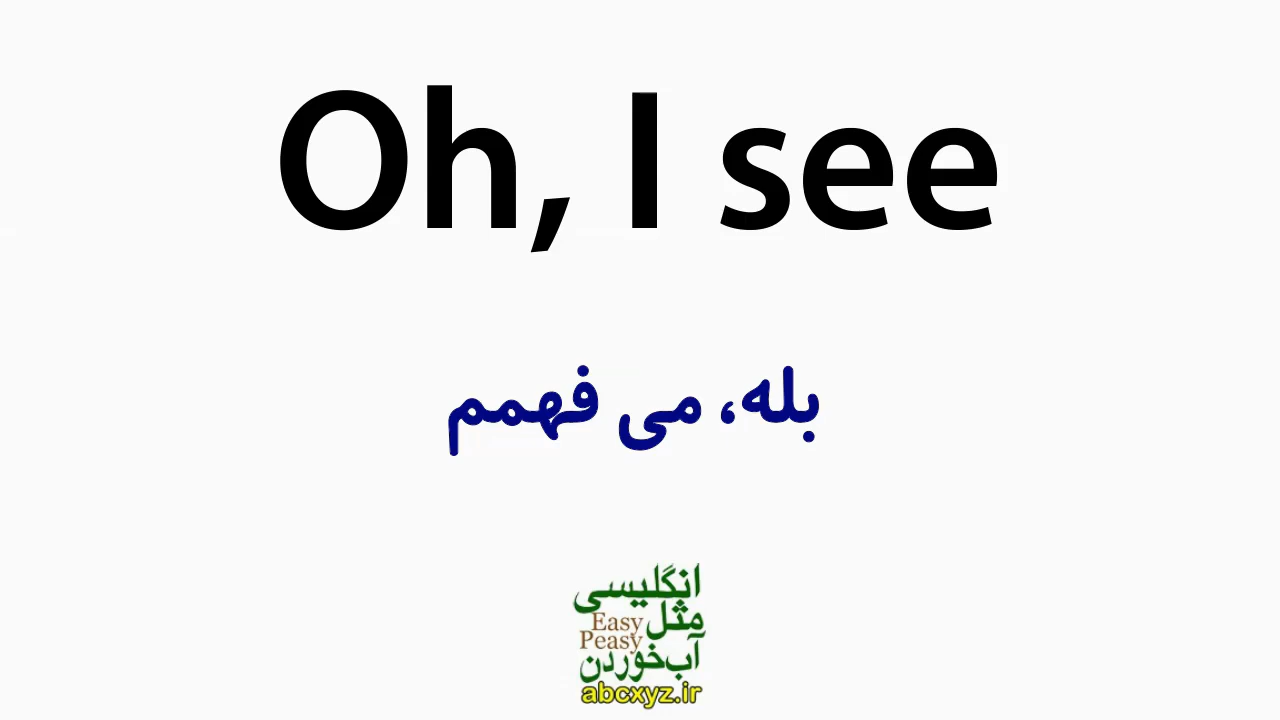 Oh, I see
بله، می فهمم
انگلیسی
مثل
Easy
Peasy
آب‌خوردن
abcxyz.ir